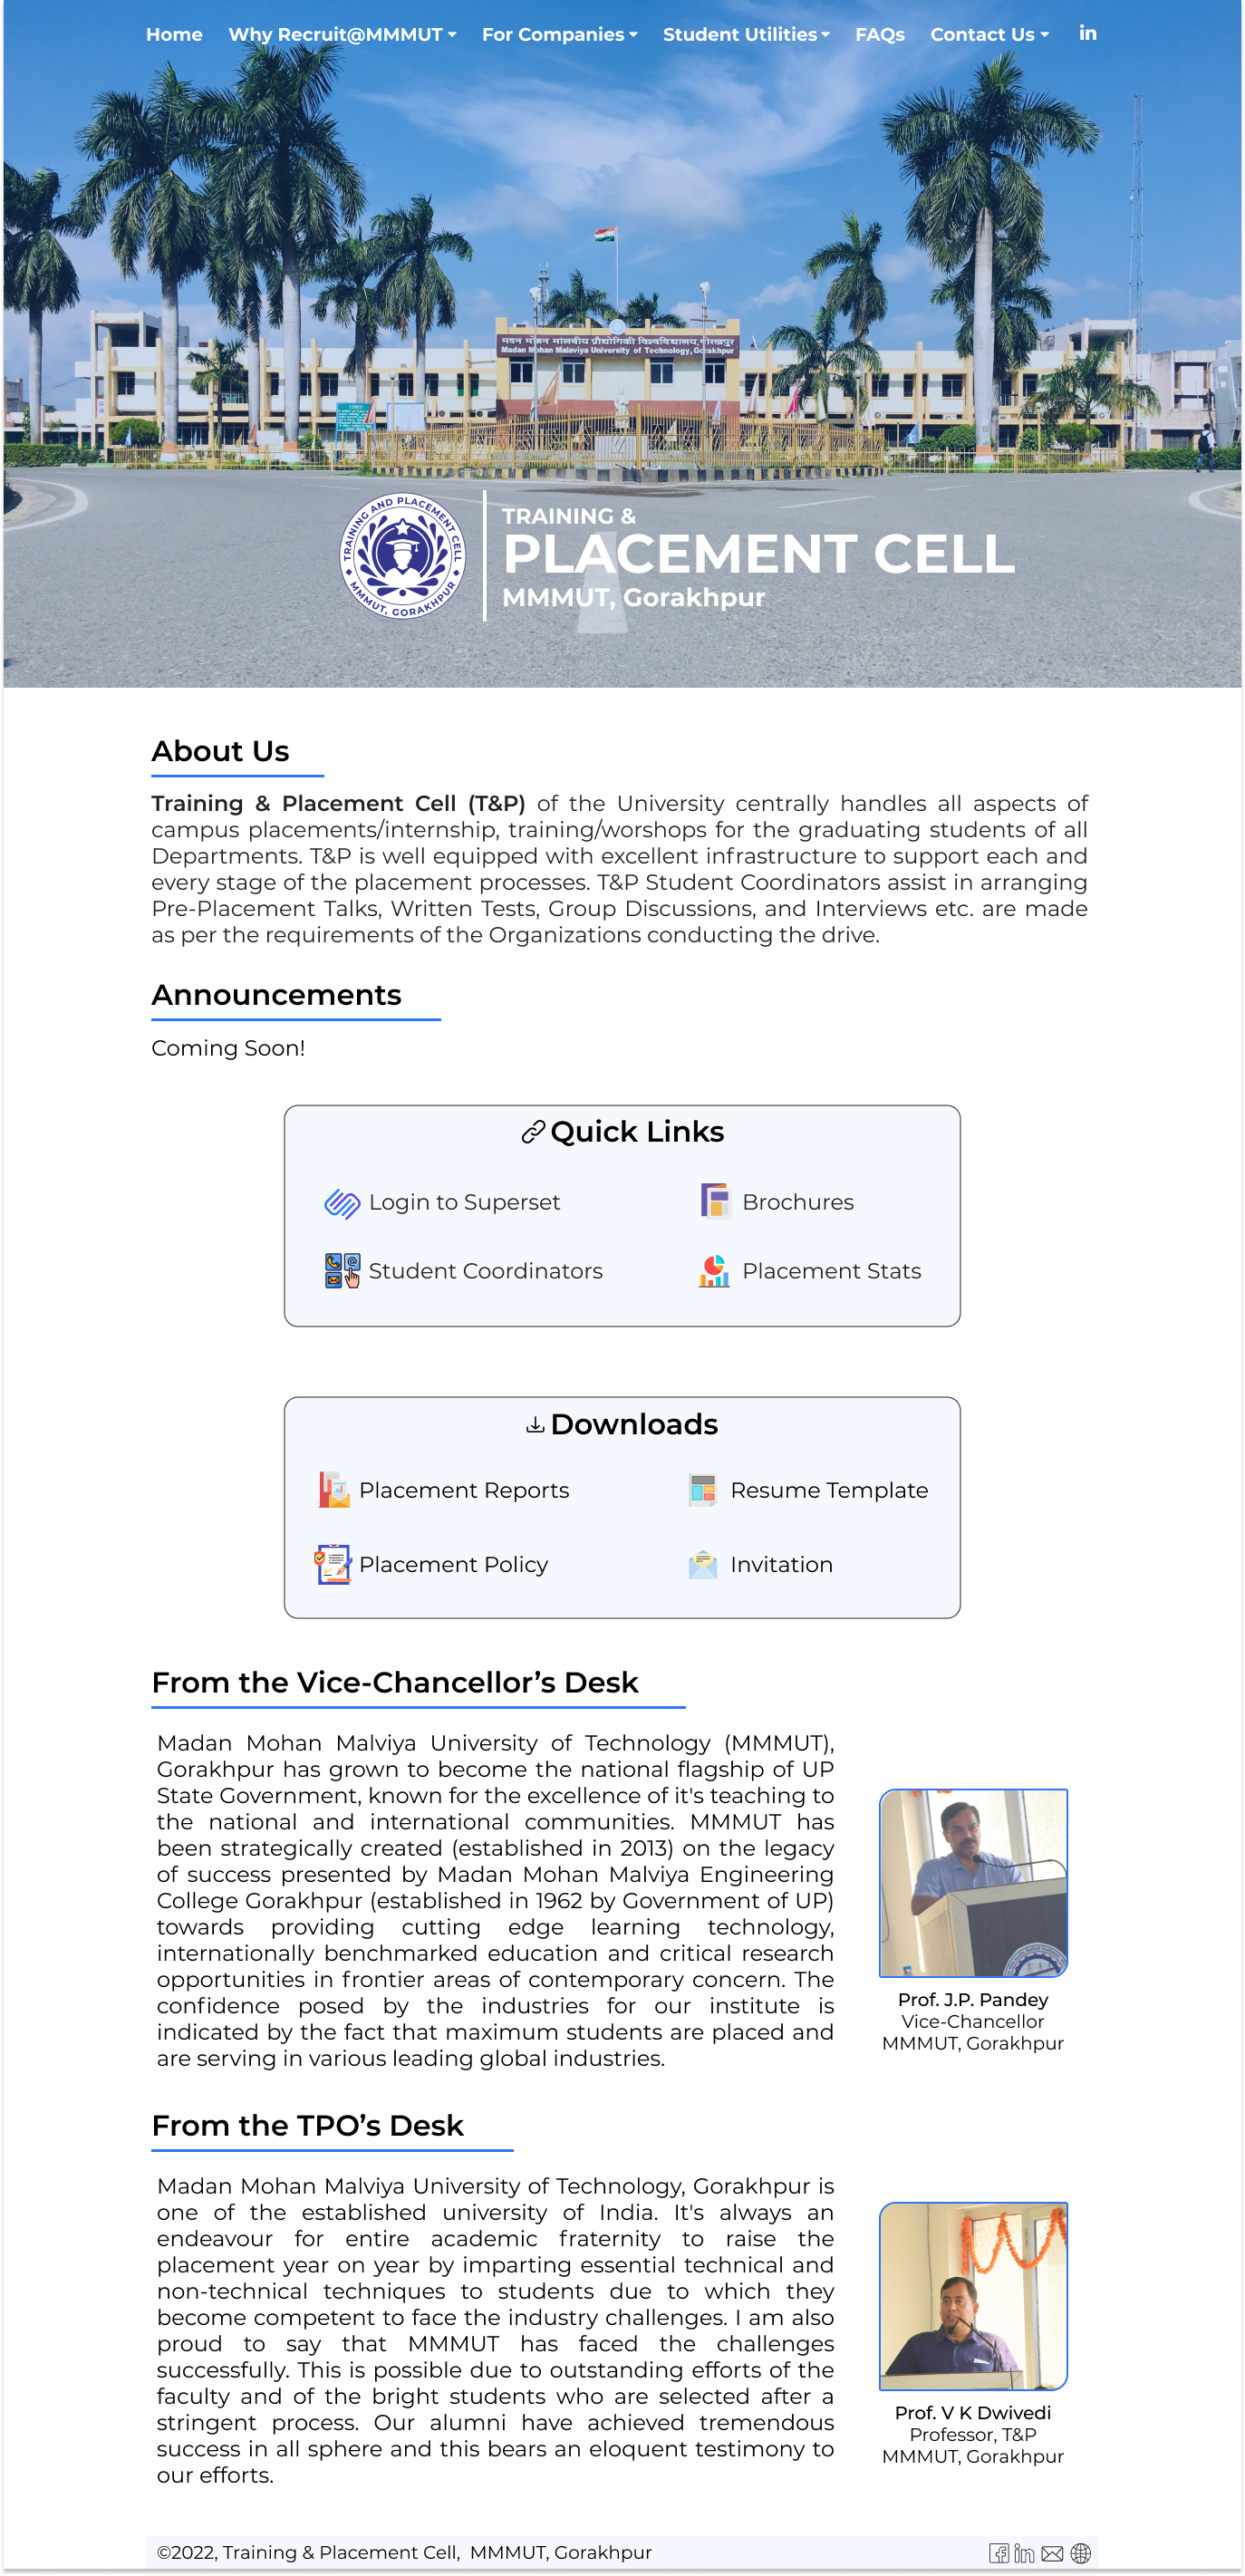 Home Why Recruit@MMMUT For Companies Student Utilities FAQs Contact Us in
मदन मोहन मालवीय प्रौद्योगिकी विश्वविद्यालय, गोरखपुर
Madan Mohan Malaviya University of Technology, Gorakhpur
TRAINING AND PLACEMENT CELL
MMMUT, GORAKHPUR
TRAINING &
PLACEMENT CELL
MMMUT, Gorakhpur
About Us
Training & Placement Cell (T&P) of the University centrally handles all aspects of
campus placements/internship, training/worshops for the graduating students of all
Departments. T&P is well equipped with excellent infrastructure to support each and
every stage of the placement processes. T&P Student Coordinators assist in arranging
Pre-Placement Talks, Written Tests, Group Discussions, and Interviews etc. are made
as per the requirements of the Organizations conducting the drive.
Announcements
Coming Soon!
Quick Links
Login to Superset
Brochures
Student Coordinators
Placement Stats
Downloads
Placement Reports
Resume Template
Placement Policy
Invitation
From the Vice-Chancellor’s Desk
Madan Mohan Malviya University of Technology (MMMUT),
Gorakhpur has grown to become the national flagship of UP
State Government, known for the excellence of it's teaching to
the national and international communities. MMMUT has
been strategically created (established in 2013) on the legacy
of success presented by Madan Mohan Malviya Engineering
College Gorakhpur (established in 1962 by Government of UP)
towards providing cutting edge learning technology,
internationally benchmarked education and critical research
opportunities in frontier areas of contemporary concern. The
confidence posed by the industries for our institute is
indicated by the fact that maximum students are placed and
are serving in various leading global industries.
Prof. J.P. Pandey
Vice-Chancellor
MMMUT, Gorakhpur
From the TPO’s Desk
Madan Mohan Malviya University of Technology, Gorakhpur is
one of the established university of India. It's always an
endeavour for entire academic fraternity to raise the
placement year on year by imparting essential technical and
non-technical techniques to students due to which they
become competent to face the industry challenges. I am also
proud to say that MMMUT has faced the challenges
successfully. This is possible due to outstanding efforts of the
faculty and of the bright students who are selected after a
stringent process. Our alumni have achieved tremendous
success in all sphere and this bears an eloquent testimony to
our efforts.
Prof. V K Dwivedi
Professor, T&P
MMMUT, Gorakhpur
©2022, Training & Placement Cell, MMMUT, Gorakhpur